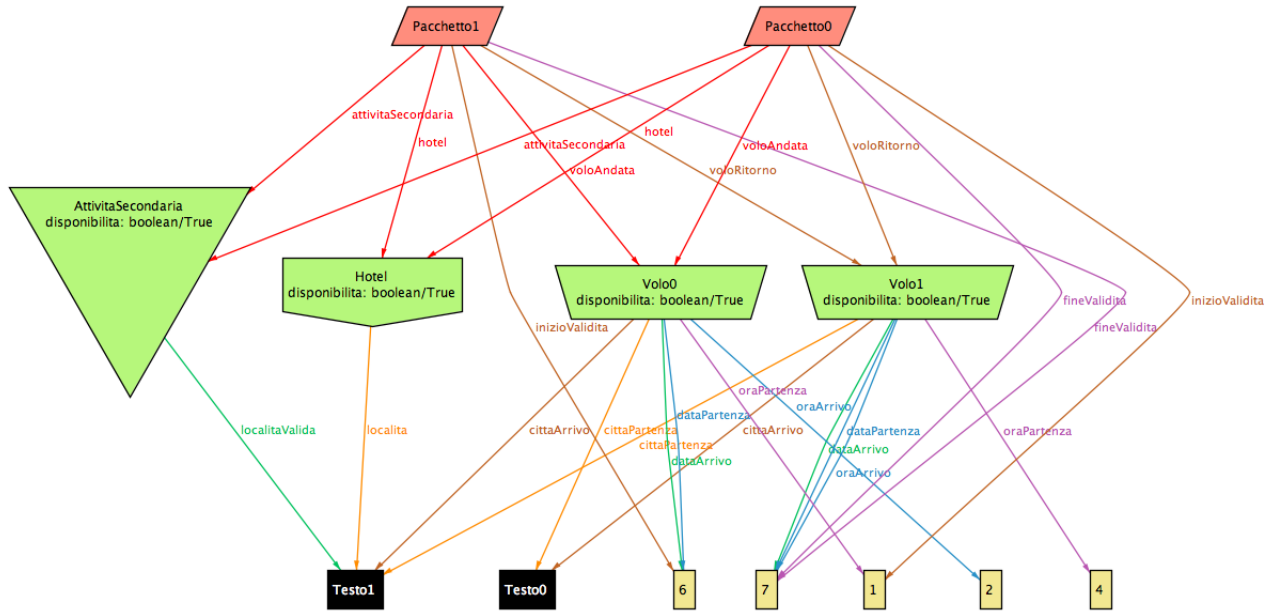 Pacchetto1
Pacchetto0
attivitaSecondaria
hotel
attivitaSecondaria
hotel
voloAndata
voloAndata
voloRitorno
voloRitorno
AttivitaSecondaria
disponibilita: boolean/True
Hotel
disponibilita: boolean/True
Volo0
disponibilita: boolean/True
Volo1
disponibilita: boolean/True
inizioValidita
fineValidita
fineValidita
inizioValidita
localitaValida
localita
cittaArrivo
cittaPartenza
cittaPartenza
dataPartenza
dataArrivo
oraPartenza
cittaArrivo
oraArrivo
dataPartenza
dataArrivo
oraArrivo
oraPartenza
Testo1
Testo0
6
7
1
2
4